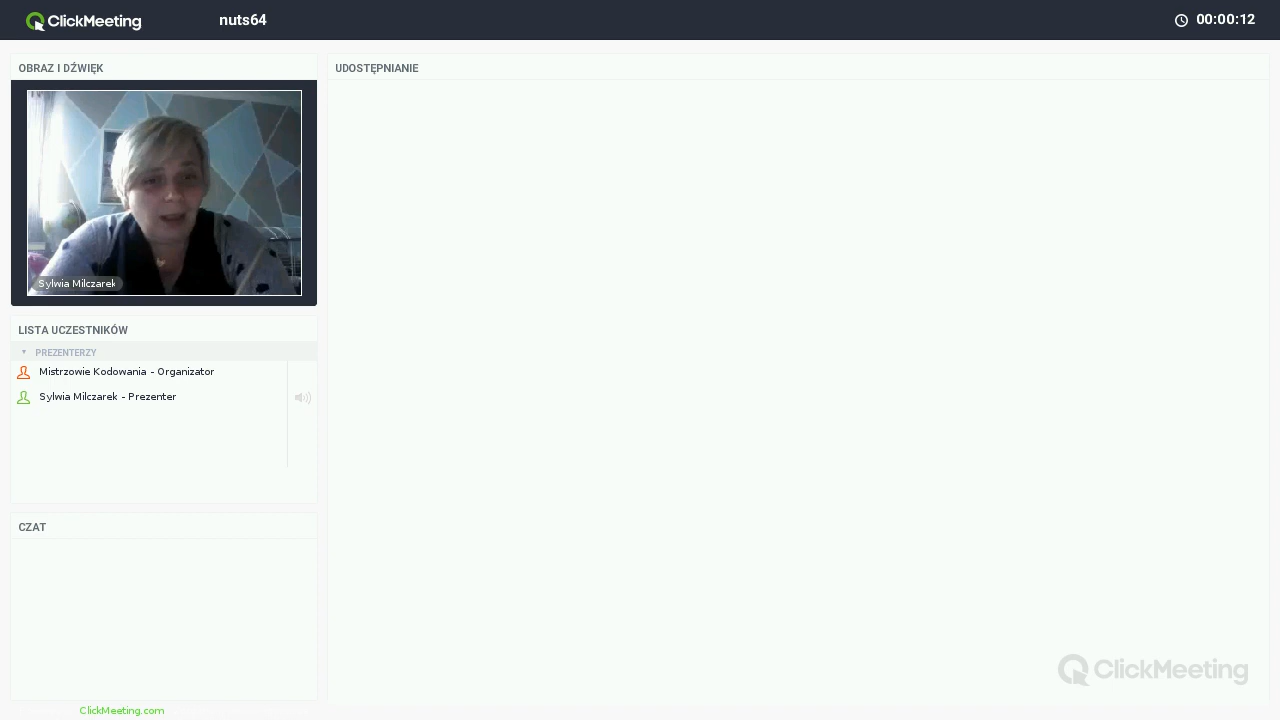 ClickMeeting
nuts64
00:00:12
OBRAZ I DŹWIĘK
Sylwia Milczarek
LISTA UCZESTNIKÓW
PREZENTERZY
Mistrzowie Kodowania - Organizator
Sylwia Milczarek - Prezenter
CZAT
ClickMeeting.com
UDOSTĘPNIANIE
ClickMeeting